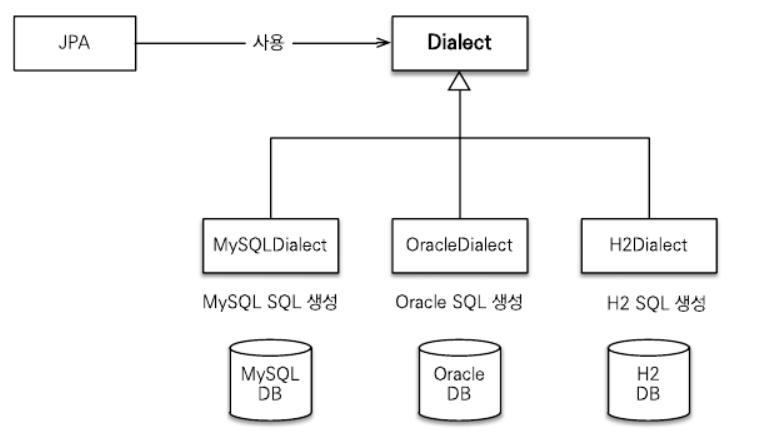 JPA
사용
Dialect
MySQLDialect
OracleDialect
H2Dialect
MySQL SQL 생성
Oracle SQL 생성
H2 SQL 생성
MySQL
DB
Oracle
DB
H2
DB